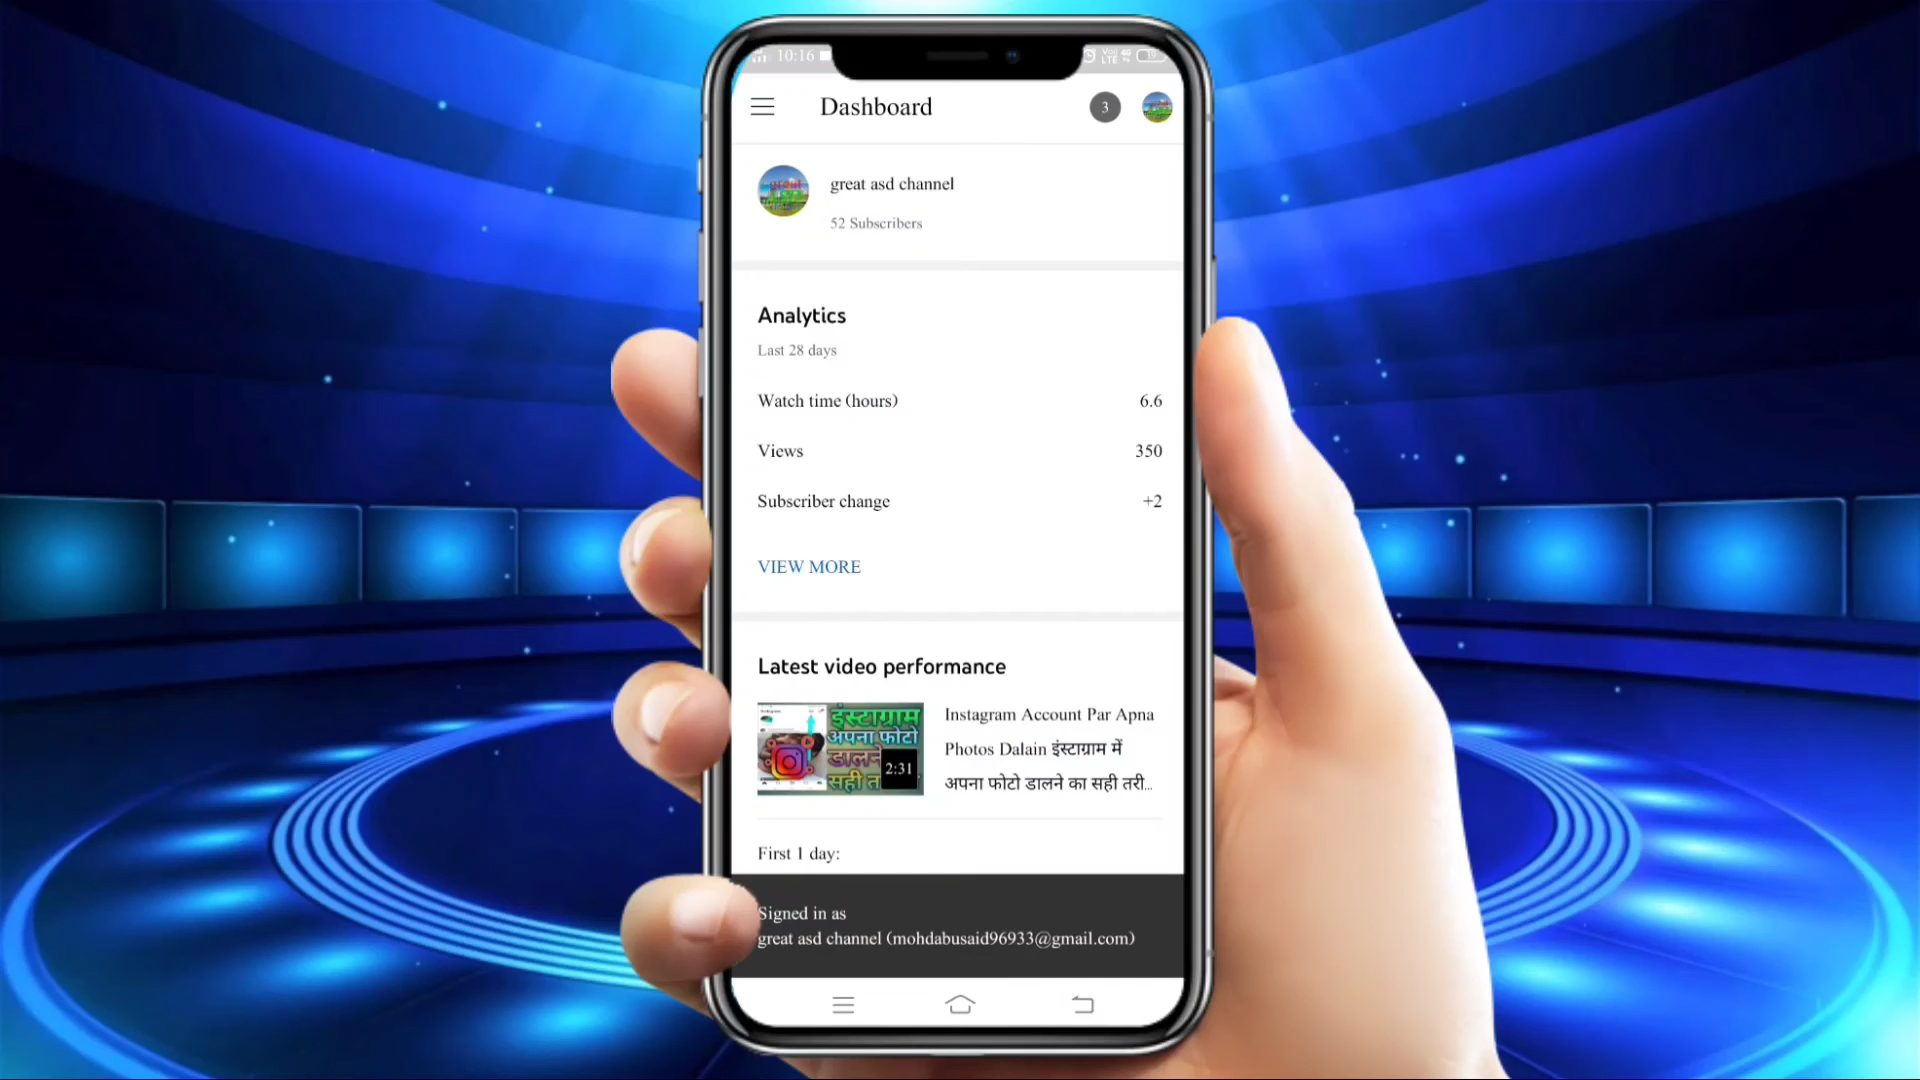 10:16
Dashboard
3
great asd channel
52 Subscribers
Analytics
Last 28 days
Watch time (hours) 6.6
Views 350
Subscriber change +2
VIEW MORE
Latest video performance
इंस्टाग्राम
अपना फोटो
डालने
सही
2:31
Instagram Account Par Apna
Photos Dalain इंस्टाग्राम में
अपना फोटो डालने का सही तरी...
First 1 day:
Signed in as
great asd channel (mohdabusaid96933@gmail.com)